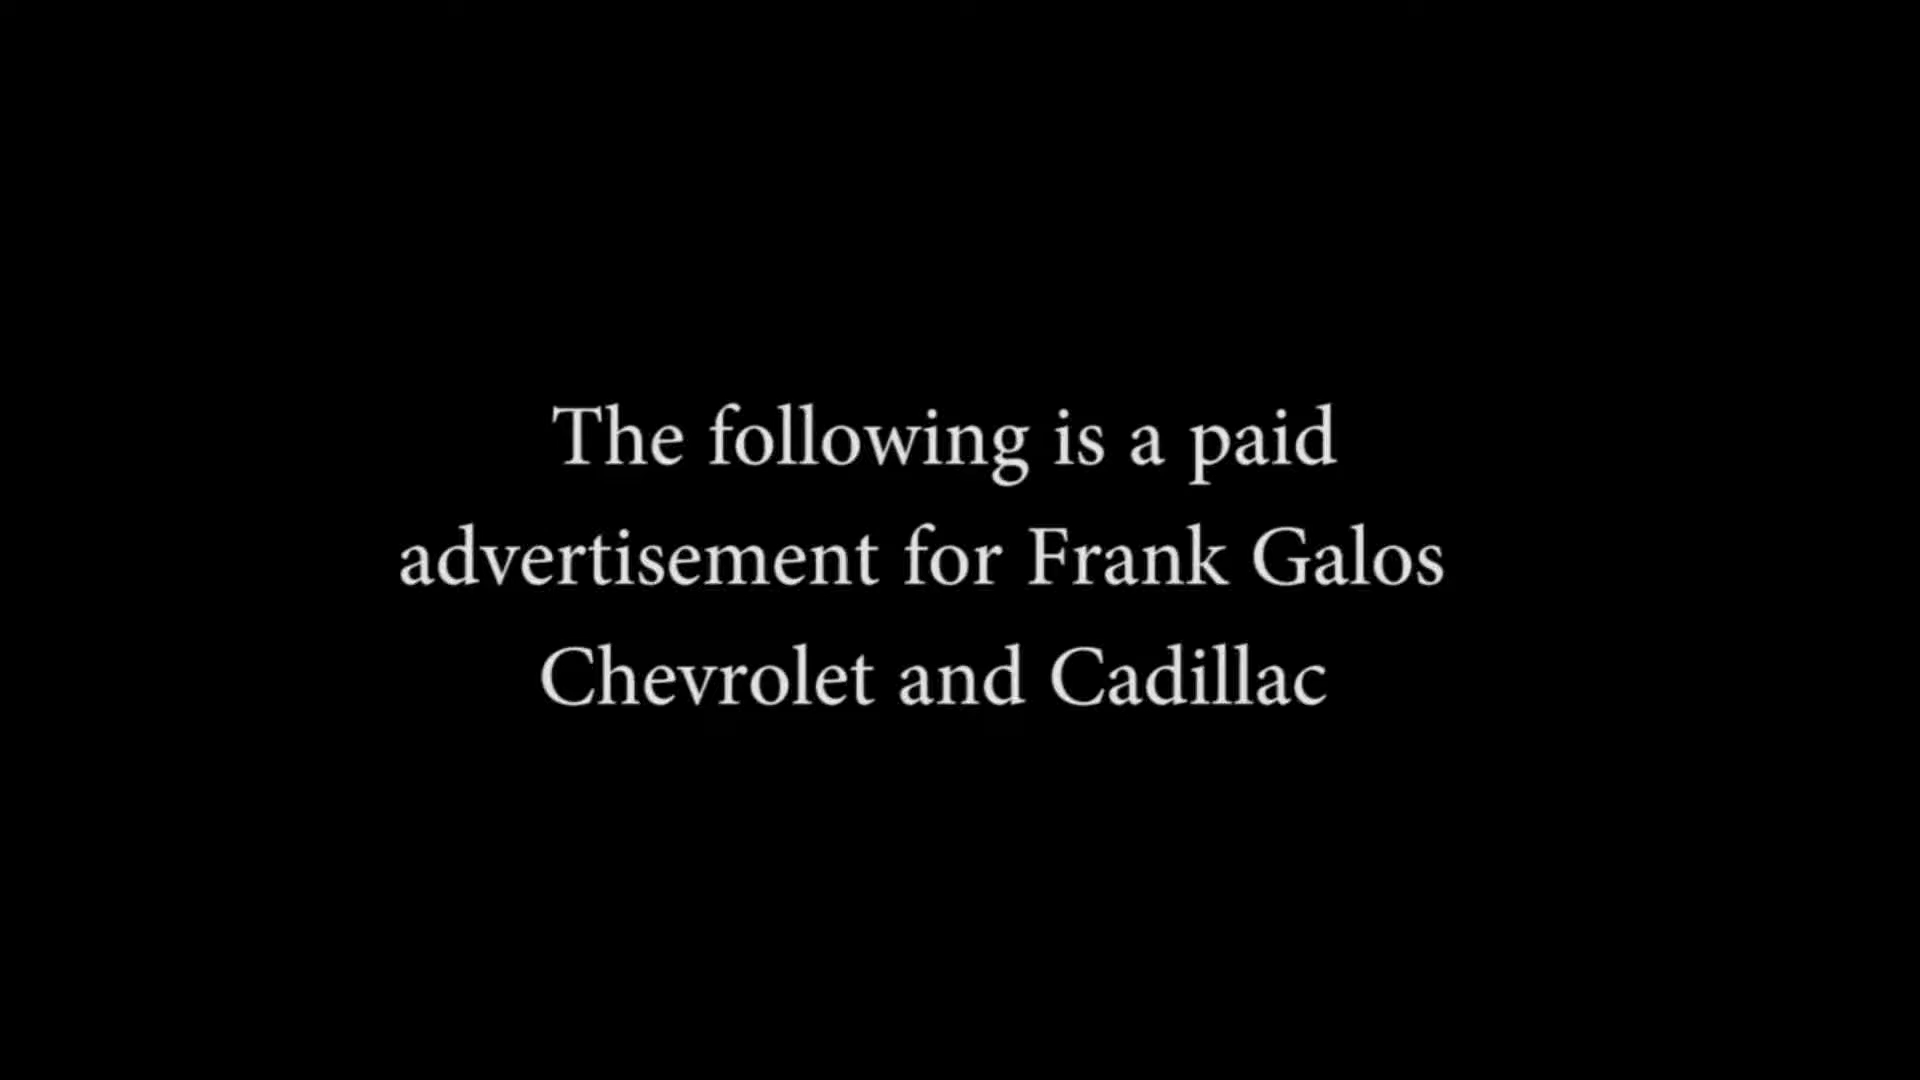 The following is a paid
advertisement for Frank Galos
Chevrolet and Cadillac